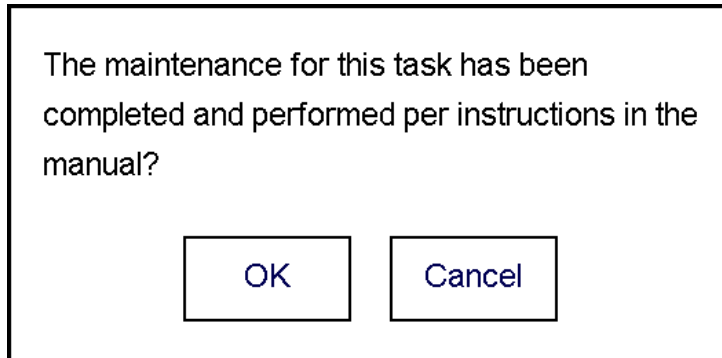 The maintenance for this task has been
completed and performed per instructions in the
manual?
OK
Cancel